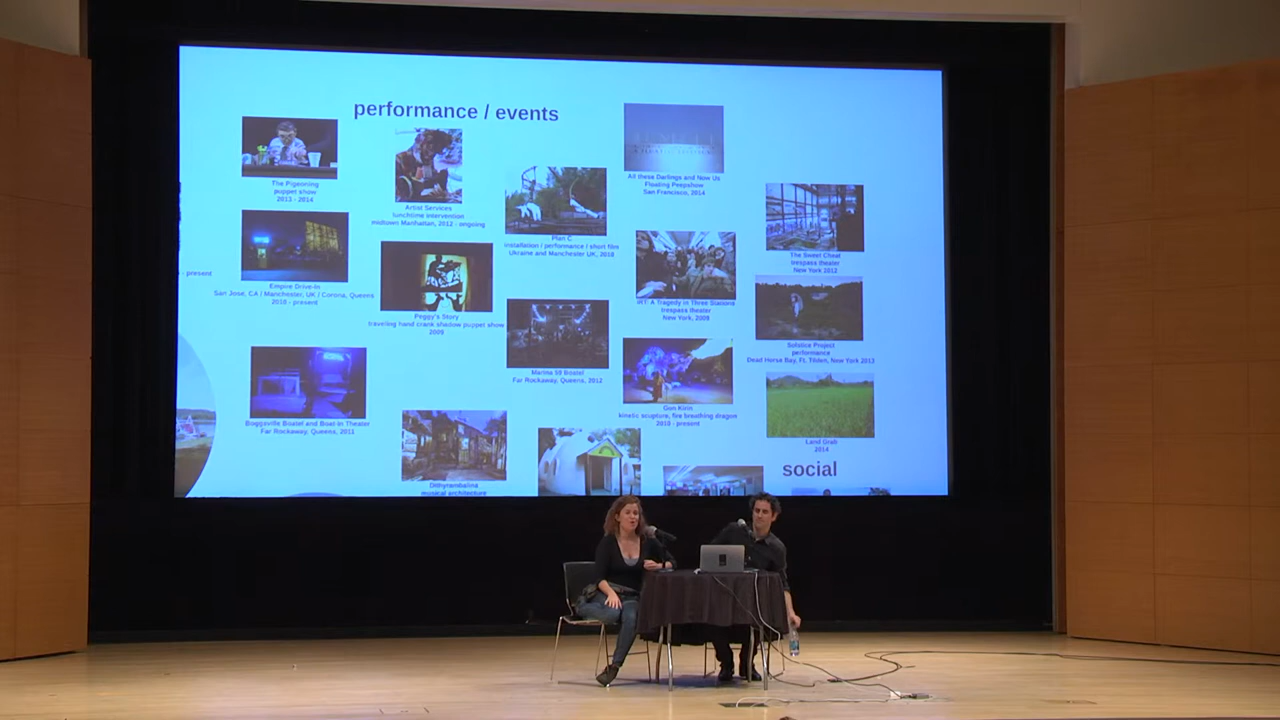 performance / events
The Pigeoning
puppet show
2013 - 2014
Artist Services
lunchtime intervention
midtown Manhattan, 2012 - ongoing
Plan C
installation / performance / short film
Ukraine and Manchester UK, 2010
All these Darlings and Now Us
Floating Peepshow
San Francisco, 2014
The Sweet Cheat
trespass theater
New York 2012
- present
Empire Drive-In
San Jose, CA / Manchester, UK / Corona, Queens
2010 - present
Peggy's Story
traveling hand crank shadow puppet show
2009
IRT: A Tragedy in Three Stations
trespass theater
New York, 2009
Marina 59 Boatel
Far Rockaway, Queens, 2012
Solstice Project
performance
Dead Horse Bay, Ft. Tilden, New York 2013
Boggsville Boatel and Boat-In Theater
Far Rockaway, Queens, 2011
Gon Kirin
kinetic sculpture, fire breathing dragon
2010 - present
Land Grab
2014
Dithyrambalina
musical architecture
social